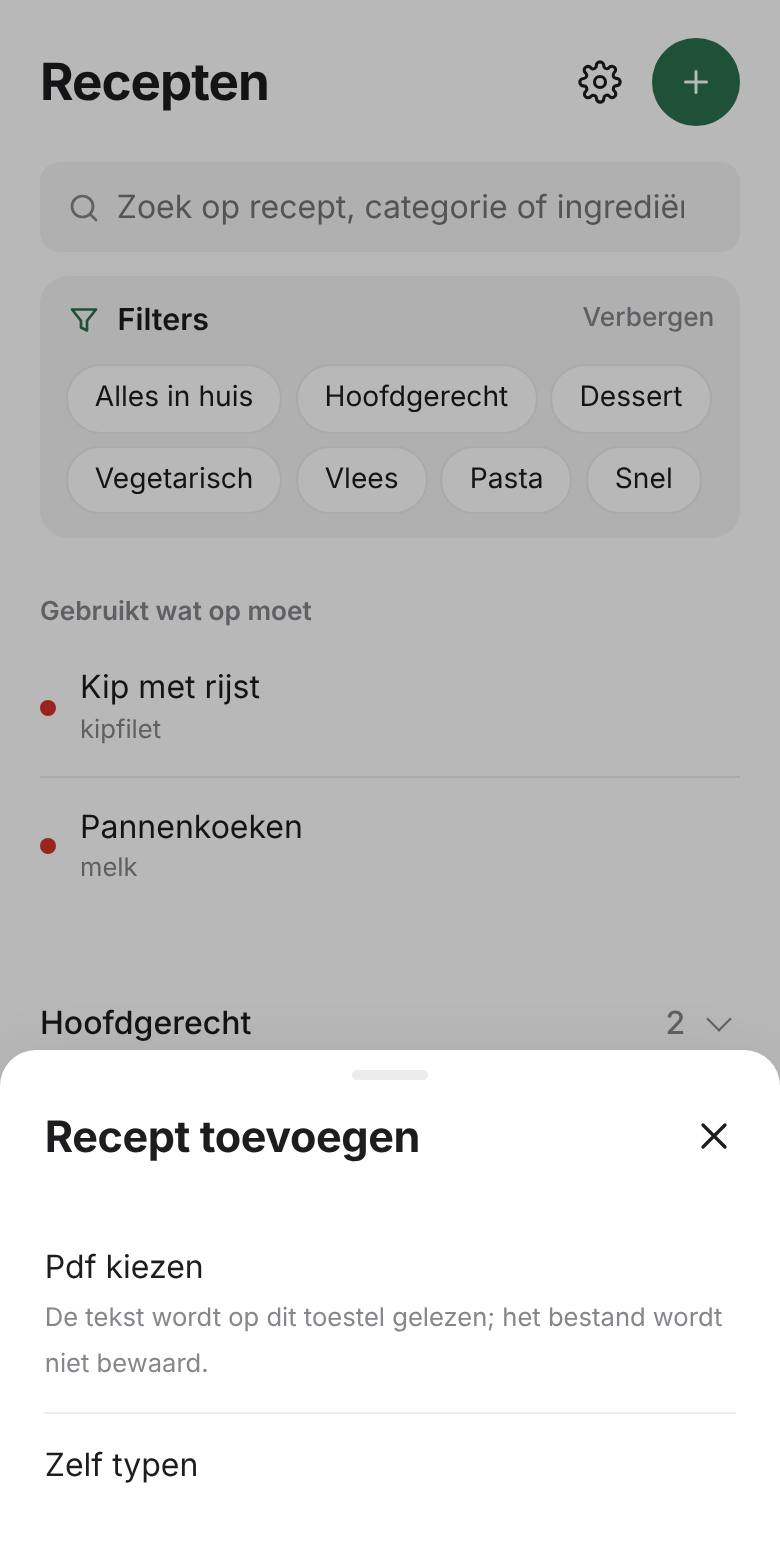 Recepten
Zoek op recept, categorie of ingredië
Filters
Verbergen
Alles in huis
Hoofdgerecht
Dessert
Vegetarisch
Vlees
Pasta
Snel
Gebruikt wat op moet
Kip met rijst
kipfilet
Pannenkoeken
melk
Hoofdgerecht
2
Recept toevoegen
Pdf kiezen
De tekst wordt op dit toestel gelezen; het bestand wordt
niet bewaard.
Zelf typen